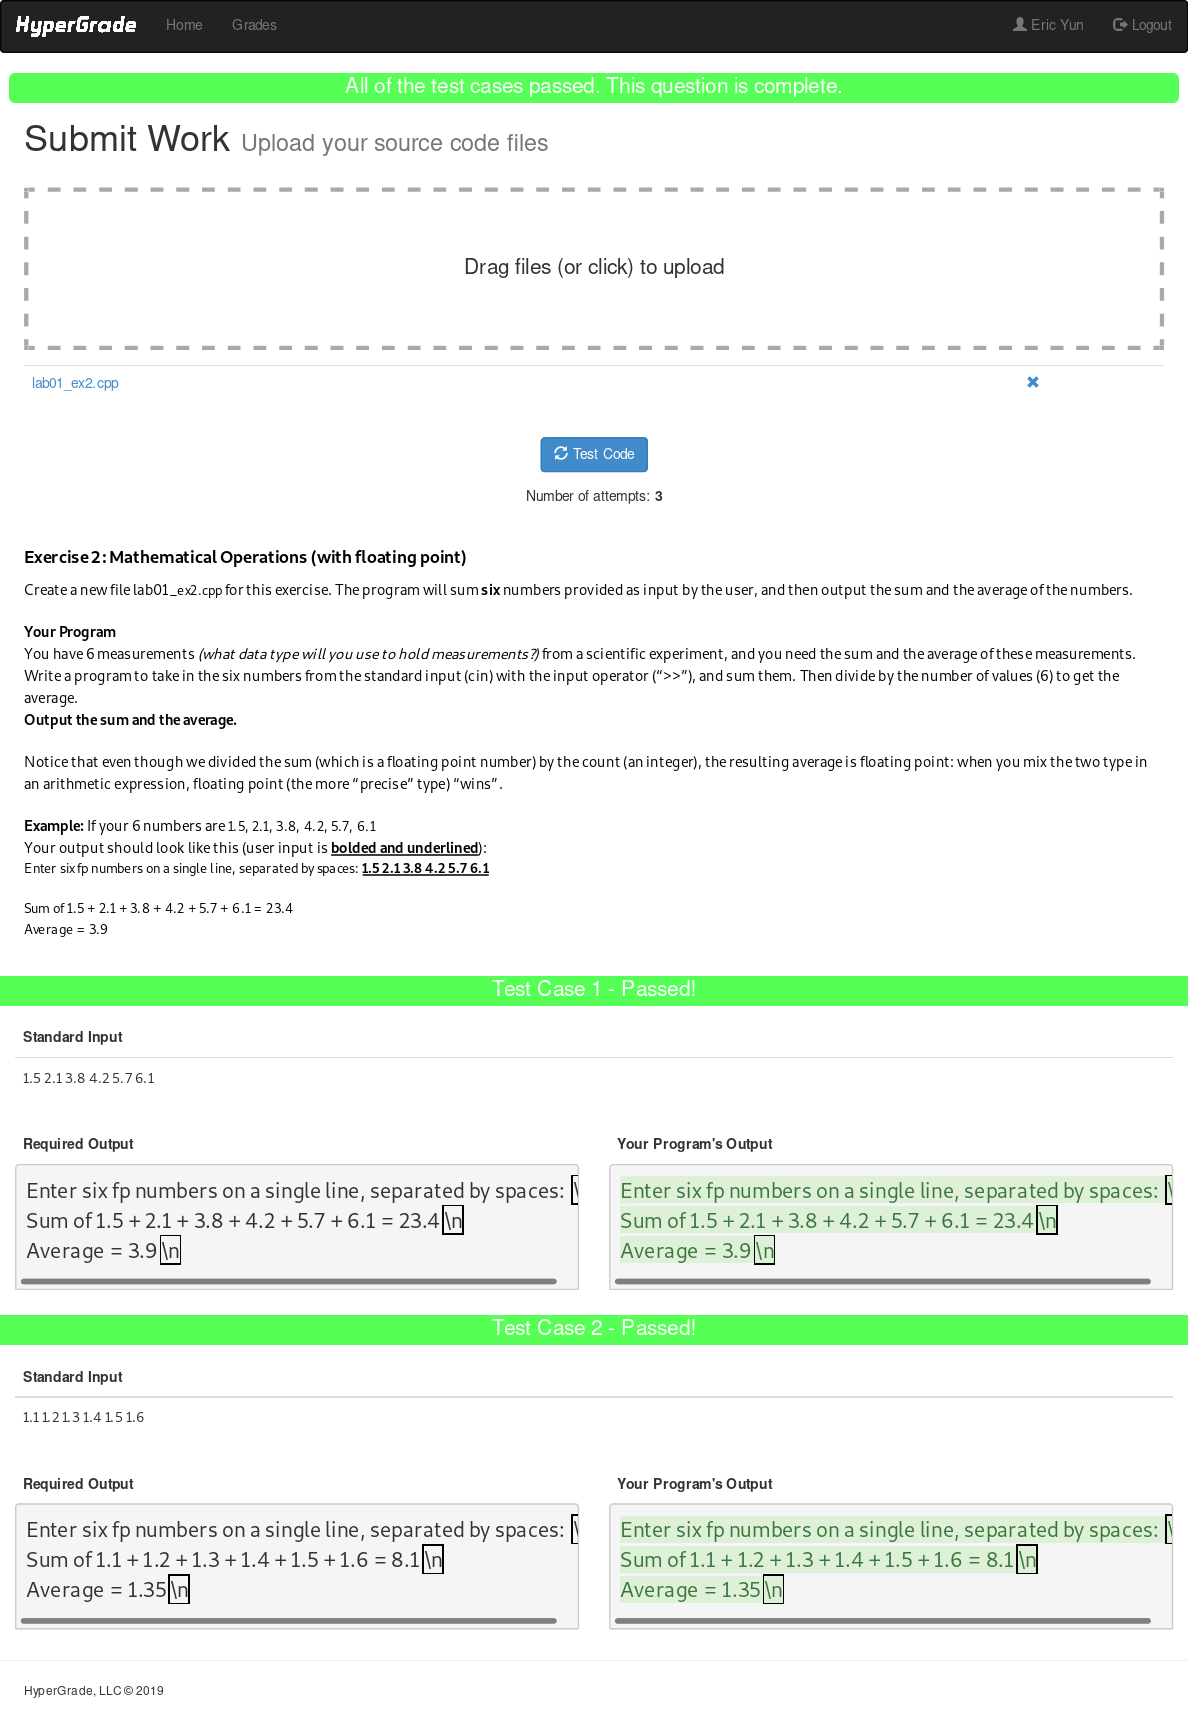 HyperGrade Home Grades Eric Yun Logout
All of the test cases passed. This question is complete.
Submit Work Upload your source code files
Drag files (or click) to upload
lab01_ex2.cpp
Test Code
Number of attempts: 3
Exercise 2: Mathematical Operations (with floating point)
Create a new file lab01_ex2.cpp for this exercise. The program will sum six numbers provided as input by the user, and then output the sum and the average of the numbers.
Your Program
You have 6 measurements (what data type will you use to hold measurements?) from a scientific experiment, and you need the sum and the average of these measurements.
Write a program to take in the six numbers from the standard input (cin) with the input operator (“>>”), and sum them. Then divide by the number of values (6) to get the
average.
Output the sum and the average.
Notice that even though we divided the sum (which is a floating point number) by the count (an integer), the resulting average is floating point: when you mix the two type in
an arithmetic expression, floating point (the more “precise” type) “wins”.
Example: If your 6 numbers are 1.5, 2.1, 3.8, 4.2, 5.7, 6.1
Your output should look like this (user input is bolded and underlined):
Enter six fp numbers on a single line, separated by spaces: 1.5 2.1 3.8 4.2 5.7 6.1
Sum of 1.5 + 2.1 + 3.8 + 4.2 + 5.7 + 6.1 = 23.4
Average = 3.9
Test Case 1 - Passed!
Standard Input
1.5 2.1 3.8 4.2 5.7 6.1
Required Output
Enter six fp numbers on a single line, separated by spaces: \
Sum of 1.5 + 2.1 + 3.8 + 4.2 + 5.7 + 6.1 = 23.4\n
Average = 3.9\n
Your Program's Output
Enter six fp numbers on a single line, separated by spaces: \
Sum of 1.5 + 2.1 + 3.8 + 4.2 + 5.7 + 6.1 = 23.4\n
Average = 3.9\n
Test Case 2 - Passed!
Standard Input
1.1 1.2 1.3 1.4 1.5 1.6
Required Output
Enter six fp numbers on a single line, separated by spaces: \
Sum of 1.1 + 1.2 + 1.3 + 1.4 + 1.5 + 1.6 = 8.1\n
Average = 1.35\n
Your Program's Output
Enter six fp numbers on a single line, separated by spaces: \
Sum of 1.1 + 1.2 + 1.3 + 1.4 + 1.5 + 1.6 = 8.1\n
Average = 1.35\n
HyperGrade, LLC © 2019